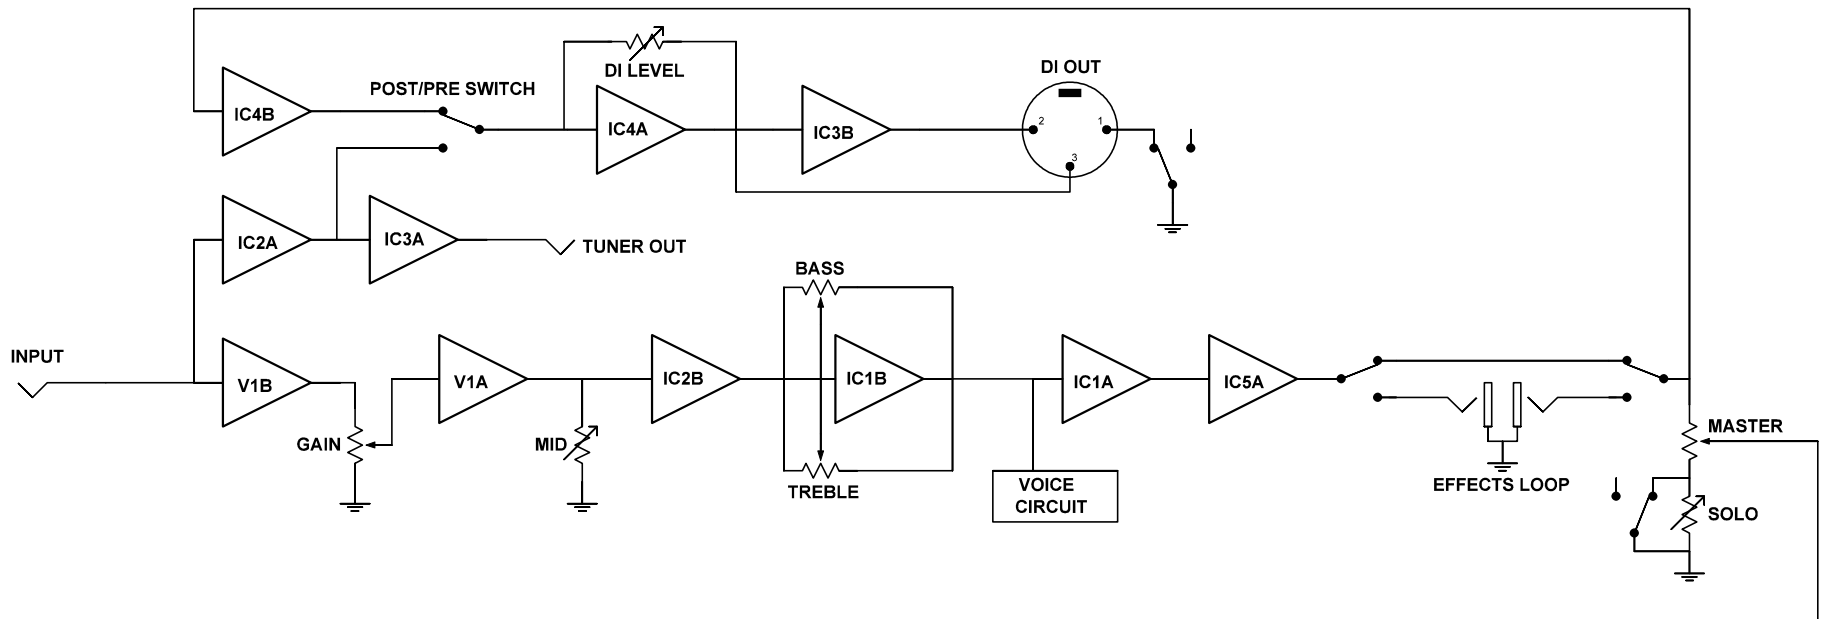 DI LEVEL
DI OUT
POST/PRE SWITCH
IC4B
IC4A
IC3B
2
1
3
IC2A
IC3A
TUNER OUT
BASS
INPUT
V1B
V1A
IC2B
IC1B
IC1A
IC5A
GAIN
MID
MASTER
TREBLE
VOICE
CIRCUIT
EFFECTS LOOP
SOLO